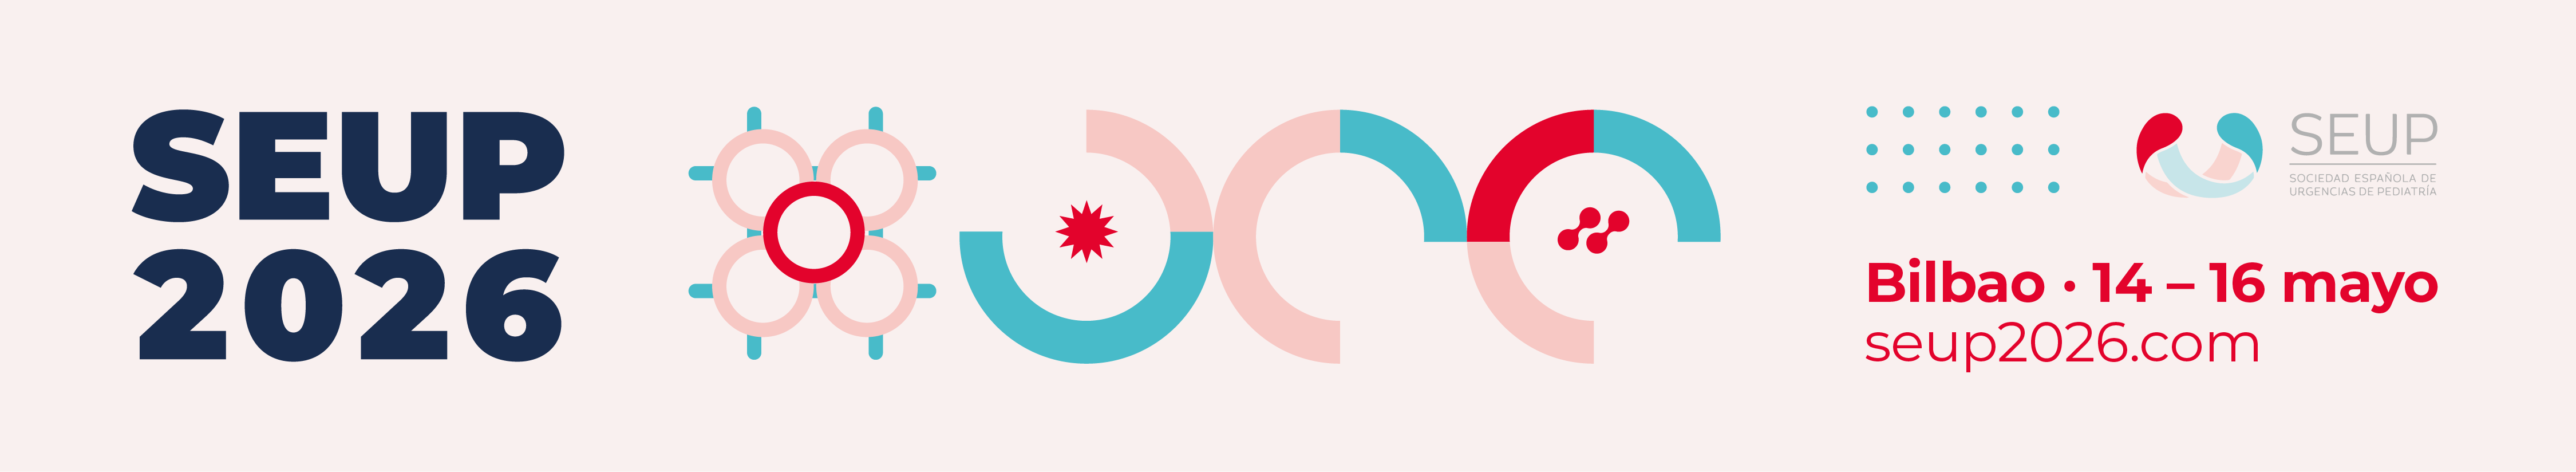 SEUP
2026
SEUP
SOCIEDAD ESPAÑOLA DE
URGENCIAS DE PEDIATRÍA
Bilbao · 14 – 16 mayo
seup2026.com